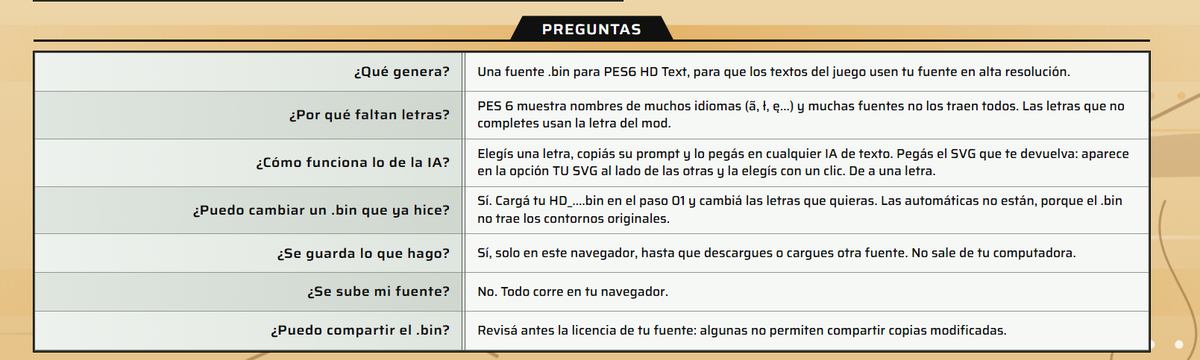 PREGUNTAS
¿Qué genera?
Una fuente .bin para PES6 HD Text, para que los textos del juego usen tu fuente en alta resolución.
¿Por qué faltan letras?
PES 6 muestra nombres de muchos idiomas (ã, ł, ę...) y muchas fuentes no los traen todos. Las letras que no
completes usan la letra del mod.
¿Cómo funciona lo de la IA?
Elegís una letra, copiás su prompt y lo pegás en cualquier IA de texto. Pegás el SVG que te devuelva: aparece
en la opción TU SVG al lado de las otras y la elegís con un clic. De a una letra.
¿Puedo cambiar un .bin que ya hice?
Sí. Cargá tu HD_....bin en el paso 01 y cambiá las letras que quieras. Las automáticas no están, porque el .bin
no trae los contornos originales.
¿Se guarda lo que hago?
Sí, solo en este navegador, hasta que descargues o cargues otra fuente. No sale de tu computadora.
¿Se sube mi fuente?
No. Todo corre en tu navegador.
¿Puedo compartir el .bin?
Revisá antes la licencia de tu fuente: algunas no permiten compartir copias modificadas.